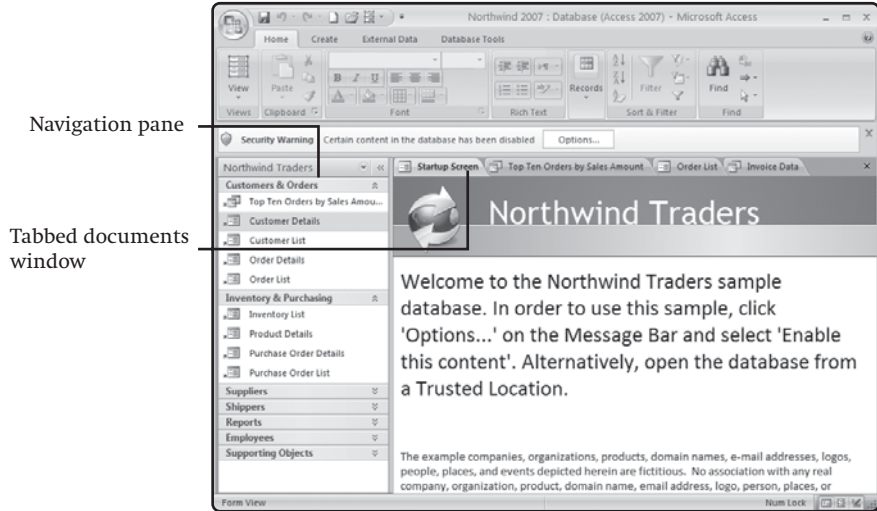 Northwind 2007 : Database (Access 2007) - Microsoft Access
Home Create External Data Database Tools
View
Paste
B I U
A
Records
Filter
Find
Views Clipboard Font Rich Text Sort & Filter Find
Navigation pane
Security Warning Certain content in the database has been disabled Options...
Northwind Traders
Startup Screen Top Ten Orders by Sales Amount Order List Invoice Data
Customers & Orders
Top Ten Orders by Sales Amou...
Customer Details
Customer List
Order Details
Order List
Inventory & Purchasing
Inventory List
Product Details
Purchase Order Details
Purchase Order List
Suppliers
Shippers
Reports
Employees
Supporting Objects
Tabbed documents
window
Northwind Traders
Welcome to the Northwind Traders sample
database. In order to use this sample, click
'Options...' on the Message Bar and select 'Enable
this content'. Alternatively, open the database from
a Trusted Location.
The example companies, organizations, products, domain names, e-mail addresses, logos,
people, places, and events depicted herein are fictitious. No association with any real
company, organization, product, domain name, email address, logo, person, places, or
Form View
Num Lock